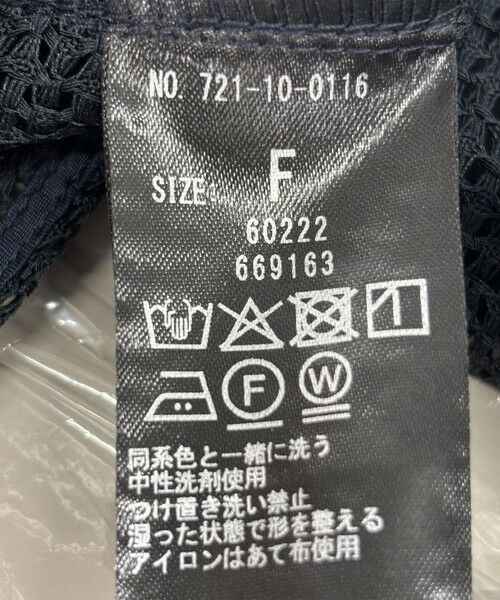 NO. 721-10-0116
SIZE: F
60222
669163
F W
同系色と一緒に洗う
中性洗剤使用
つけ置き洗い禁止
湿った状態で形を整える
アイロンはあて布使用